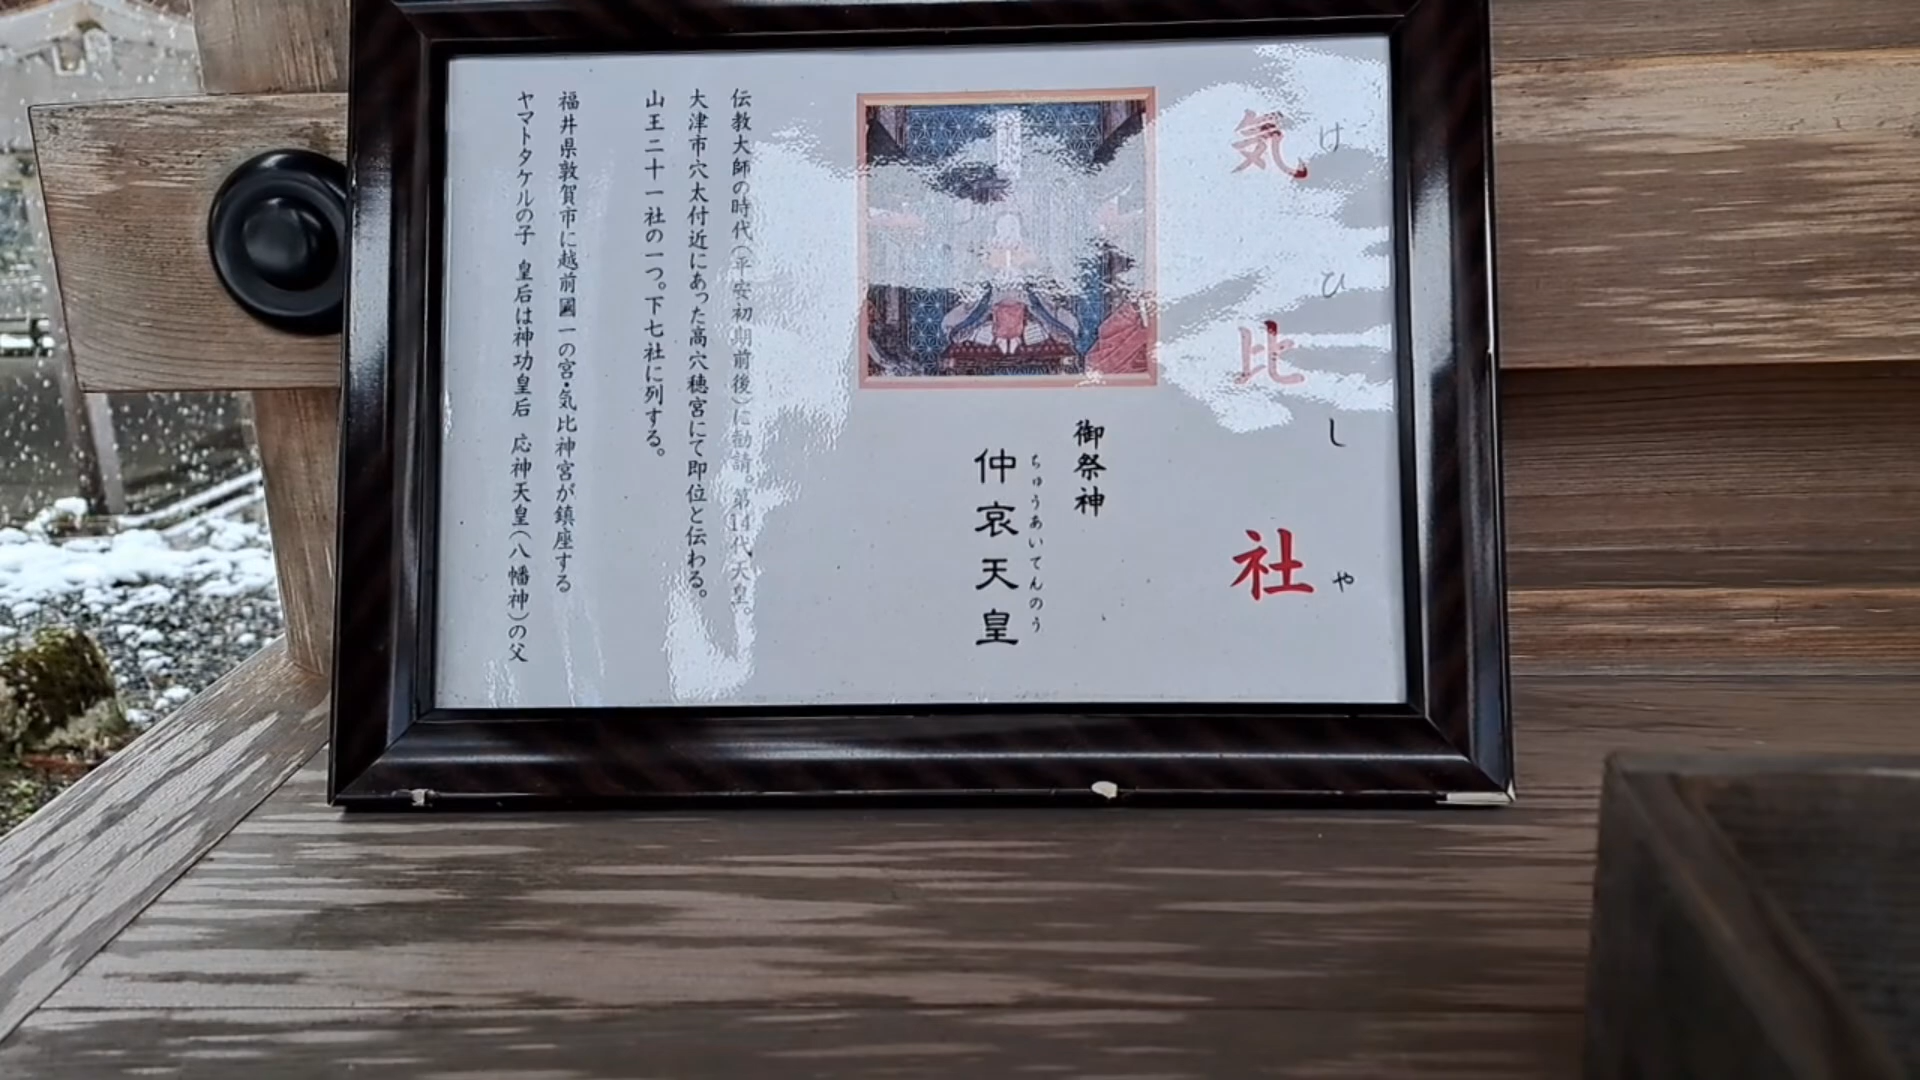 気比社
けひしや
御祭神
仲哀天皇
ちゅうあいてんのう
伝教大師の時代(平安初期前後)に勧請。第14代天皇。
大津市穴太付近にあった高穴穂宮にて即位と伝わる。
山王二十一社の一つ。下七社に列する。
福井県敦賀市に越前圀一の宮・気比神宮が鎮座する
ヤマトタケルの子 皇后は神功皇后 応神天皇(八幡神)の父